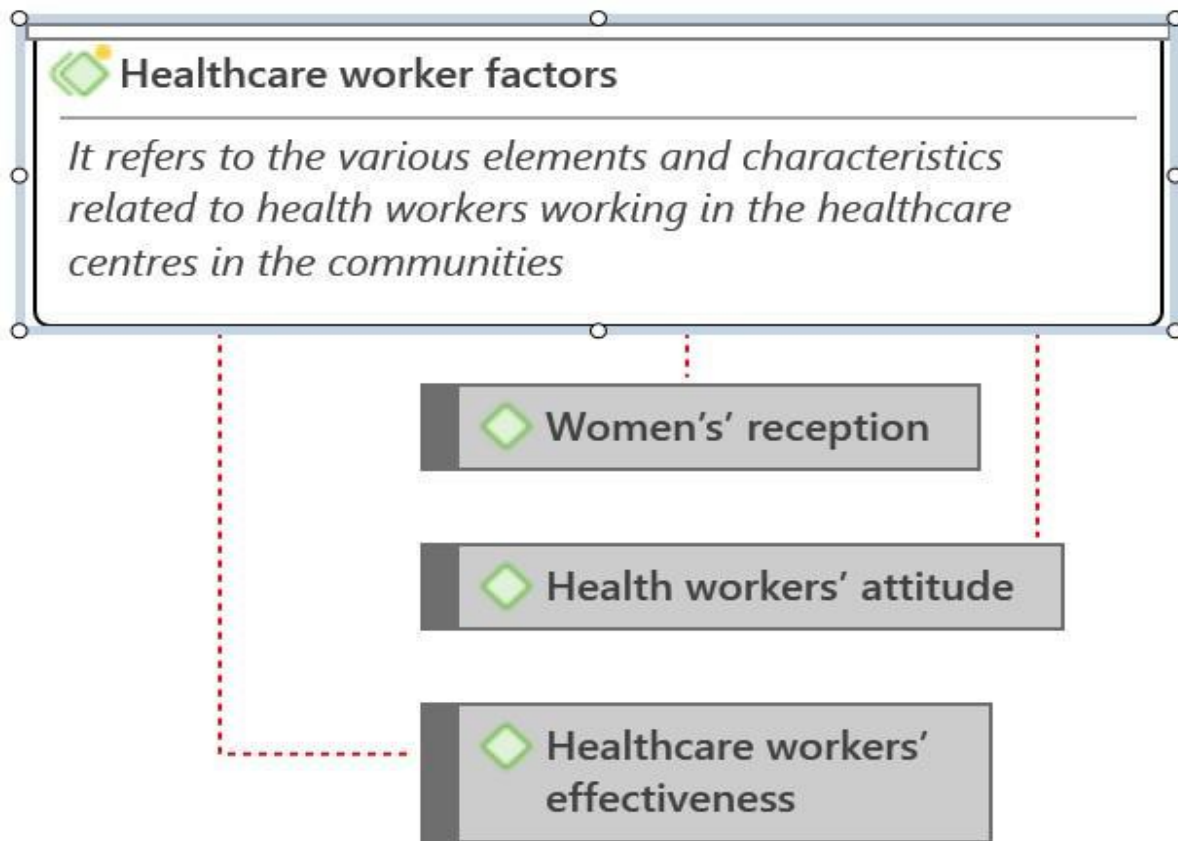 Healthcare worker factors
It refers to the various elements and characteristics
related to health workers working in the healthcare
centres in the communities
Women's’ reception
Health workers’ attitude
Healthcare workers’
effectiveness